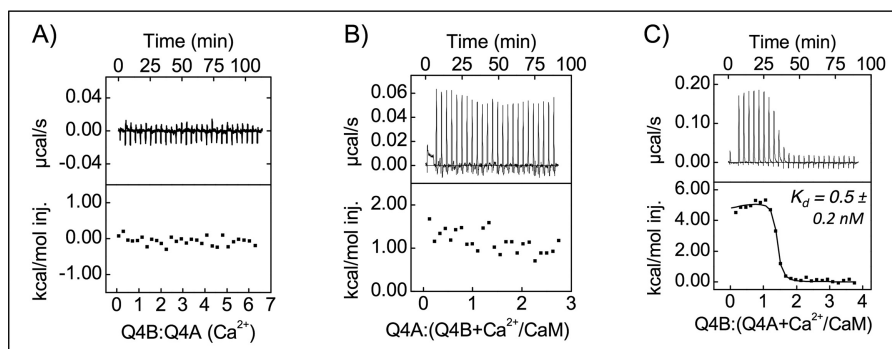 A)
Time (min)
0 25 50 75 100
0.04
0.00
-0.04
μcal/s
1.00
0.00
-1.00
kcal/mol inj.
0 1 2 3 4 5 6 7
Q4B:Q4A (Ca²⁺)
B)
Time (min)
0 25 50 75 100
0.06
0.04
0.02
0.00
μcal/s
2.00
1.00
0.00
kcal/mol inj.
0 1 2 3
Q4A:(Q4B+Ca²⁺/CaM)
C)
Time (min)
0 25 50 75 100
0.20
0.10
0.00
μcal/s
6.00
4.00
2.00
0.00
kcal/mol inj.
Kd = 0.5 ±
0.2 nM
0 1 2 3 4
Q4B:(Q4A+Ca²⁺/CaM)